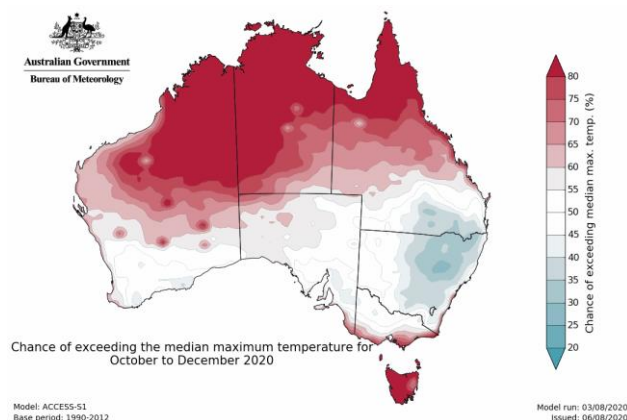 Australian Government
Bureau of Meteorology
80
75
70
65
60
55
50
45
40
35
30
25
20
Chance of exceeding median max. temp. (%)
Chance of exceeding the median maximum temperature for
October to December 2020
Model: ACCESS-S1
Base period: 1990-2012
Model run: 03/08/2020
Issued: 06/08/2020